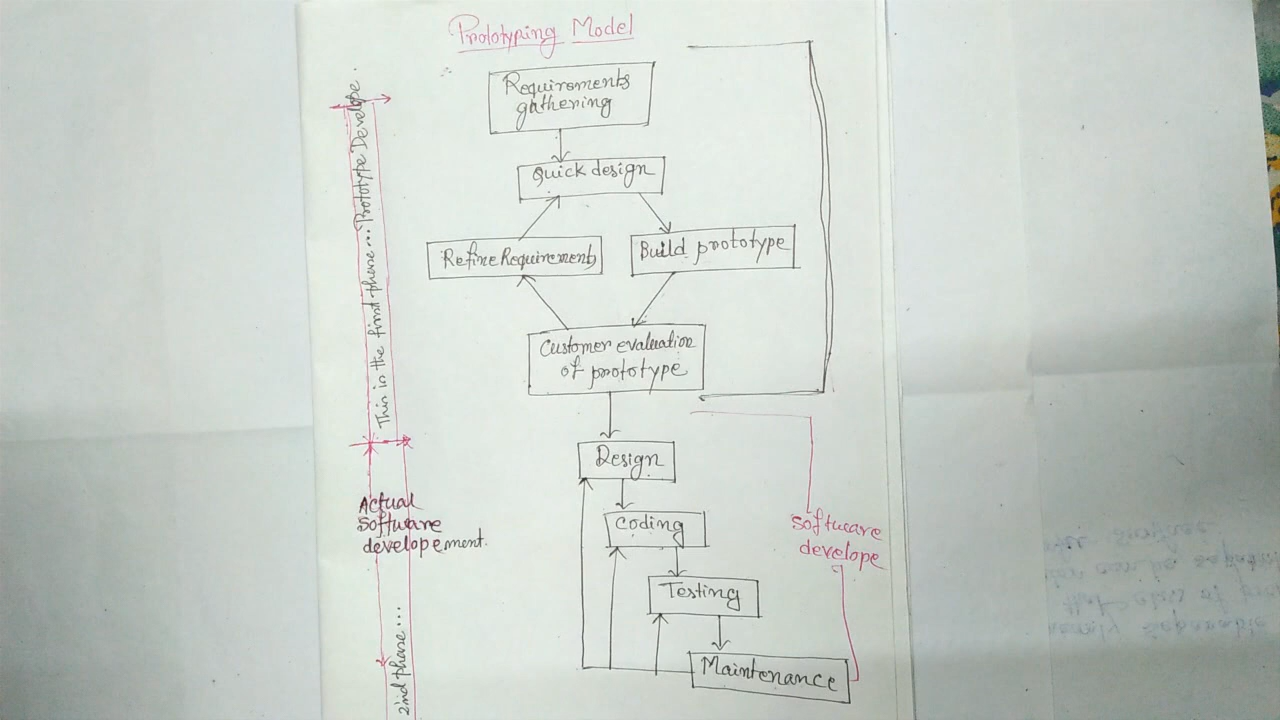 Prototyping Model
Requirements
gathering
Quick design
Refine Requirements
Build prototype
Customer evaluation
of prototype
Design
Coding
Testing
Maintenance
This is the first phase... Prototype Develope.
Actual
software
developement.
2nd phase...
software
develope